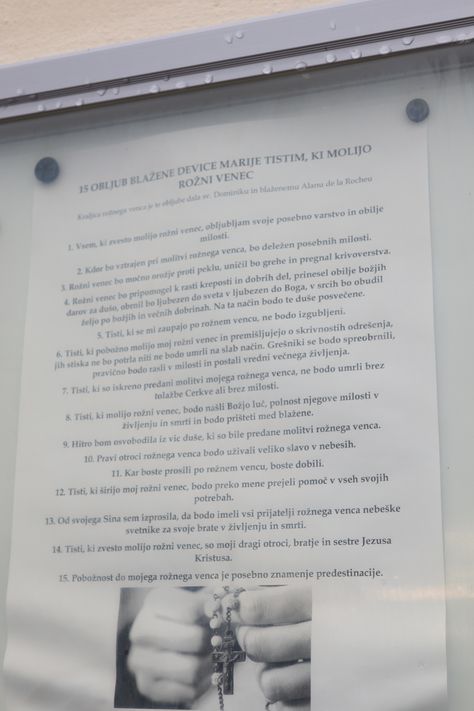 15 OBLJUB BLAŽENE DEVICE MARIJE TISTIM, KI MOLIJO
ROŽNI VENEC
Kraljica rožnega venca je te obljube dala sv. Dominiku in blaženemu Alanu de la Rocheu
1. Vsem, ki zvesto molijo rožni venec, obljubljam svoje posebno varstvo in obilje
milosti.
2. Kdor bo vztrajen pri molitvi rožnega venca, bo deležen posebnih milosti.
3. Rožni venec bo močno orožje proti peklu, uničil bo grehe in pregnal krivoverstva.
4. Rožni venec bo pripomogel k rasti kreposti in dobrih del, prinesel obilje božjih
darov za dušo, obrnil bo ljubezen do sveta v ljubezen do Boga, v srcih bo obudil
željo po božjih in večnih dobrinah. Na ta način bodo te duše posvečene.
5. Tisti, ki se mi zaupajo po rožnem vencu, ne bodo izgubljeni.
6. Tisti, ki pobožno molijo moj rožni venec in premišljujejo o skrivnostih odrešenja,
jih stiska ne bo potrla niti ne bodo umrli na slab način. Grešniki se bodo spreobrnili,
pravično bodo rasli v milosti in postali vredni večnega življenja.
7. Tisti, ki so iskreno predani molitvi mojega rožnega venca, ne bodo umrli brez
tolažbe Cerkve ali brez milosti.
8. Tisti, ki molijo rožni venec, bodo našli Božjo luč, polnost njegove milosti v
življenju in smrti in bodo prišteti med blažene.
9. Hitro bom osvobodila iz vic duše, ki so bile predane molitvi rožnega venca.
10. Pravi otroci rožnega venca bodo uživali veliko slavo v nebesih.
11. Kar boste prosili po rožnem vencu, boste dobili.
12. Tisti, ki širijo moj rožni venec, bodo preko mene prejeli pomoč v vseh svojih
potrebah.
13. Od svojega Sina sem izprosila, da bodo imeli vsi prijatelji rožnega venca nebeške
svetnike za svoje brate v življenju in smrti.
14. Tisti, ki zvesto molijo rožni venec, so moji dragi otroci, bratje in sestre Jezusa
Kristusa.
15. Pobožnost do mojega rožnega venca je posebno znamenje predestinacije.